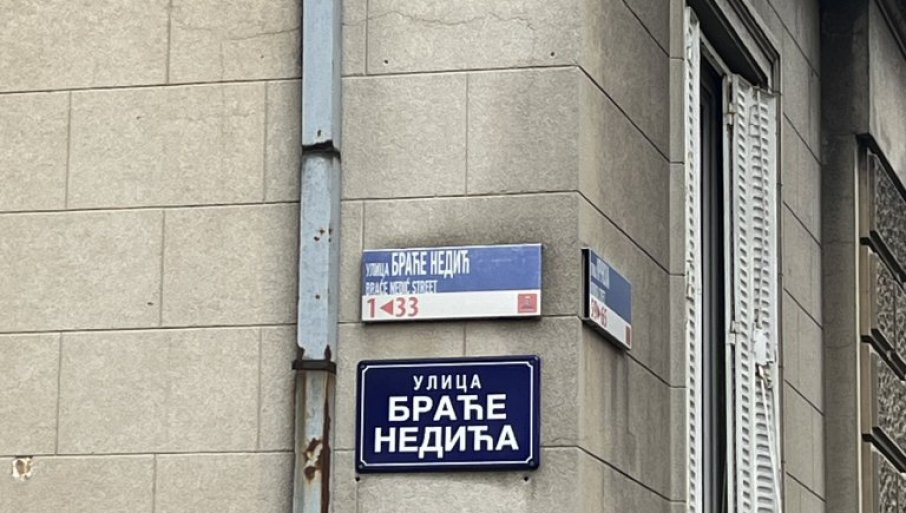 УЛИЦА БРАЋЕ НЕДИЋ
BRAĆE NEDIĆ STREET
1◄33
УЛИЦА
БРАЋЕ
НЕДИЋА